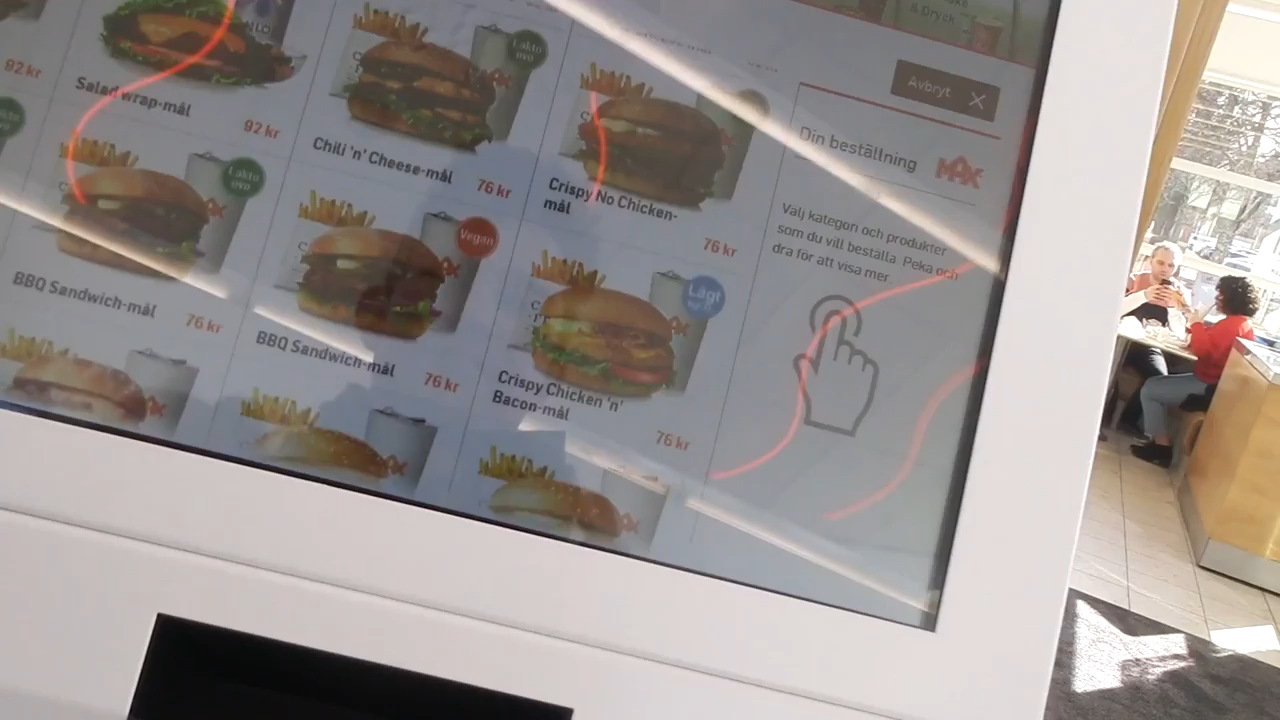 & Dryck
Avbryt
92 kr
Salad wrap-mål
92 kr
Lakto
ovo
Chili 'n' Cheese-mål
76 kr
Crispy No Chicken-
mål
76 kr
Din beställning
MAX
Välj kategori och produkter
som du vill beställa. Peka och
dra för att visa mer
Lakto
ovo
BBQ Sandwich-mål
76 kr
Vegan
BBQ Sandwich-mål
76 kr
Lågt
Crispy Chicken 'n'
Bacon-mål
76 kr